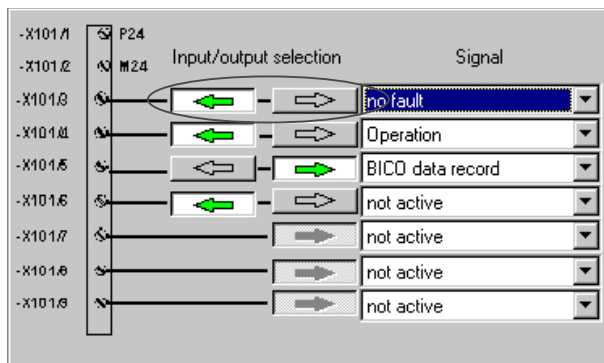 -X101/1 P24
-X101/2 M24
Input/output selection Signal
-X101/3 no fault
-X101/4 Operation
-X101/5 BICO data record
-X101/6 not active
-X101/7 not active
-X101/8 not active
-X101/9 not active